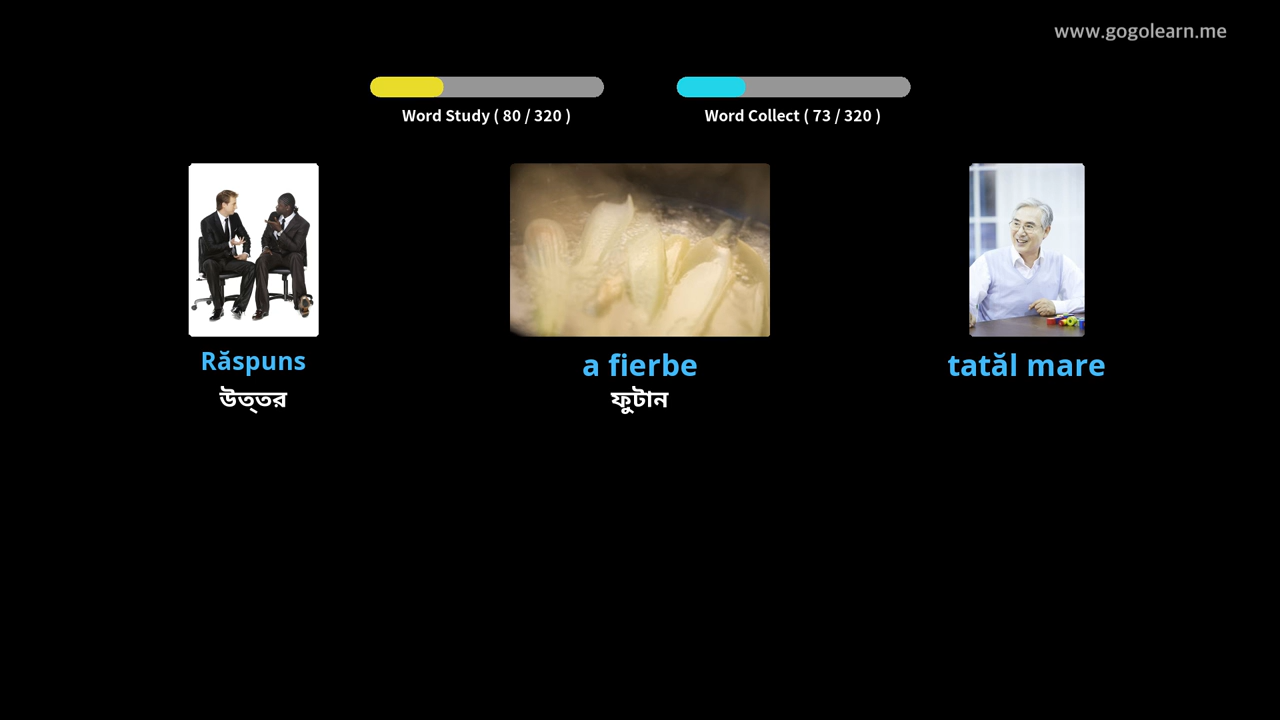 www.gogolearn.me
Word Study ( 80 / 320 )
Word Collect ( 73 / 320 )
Răspuns
a fierbe
tatăl mare
উত্তর
ফুটান